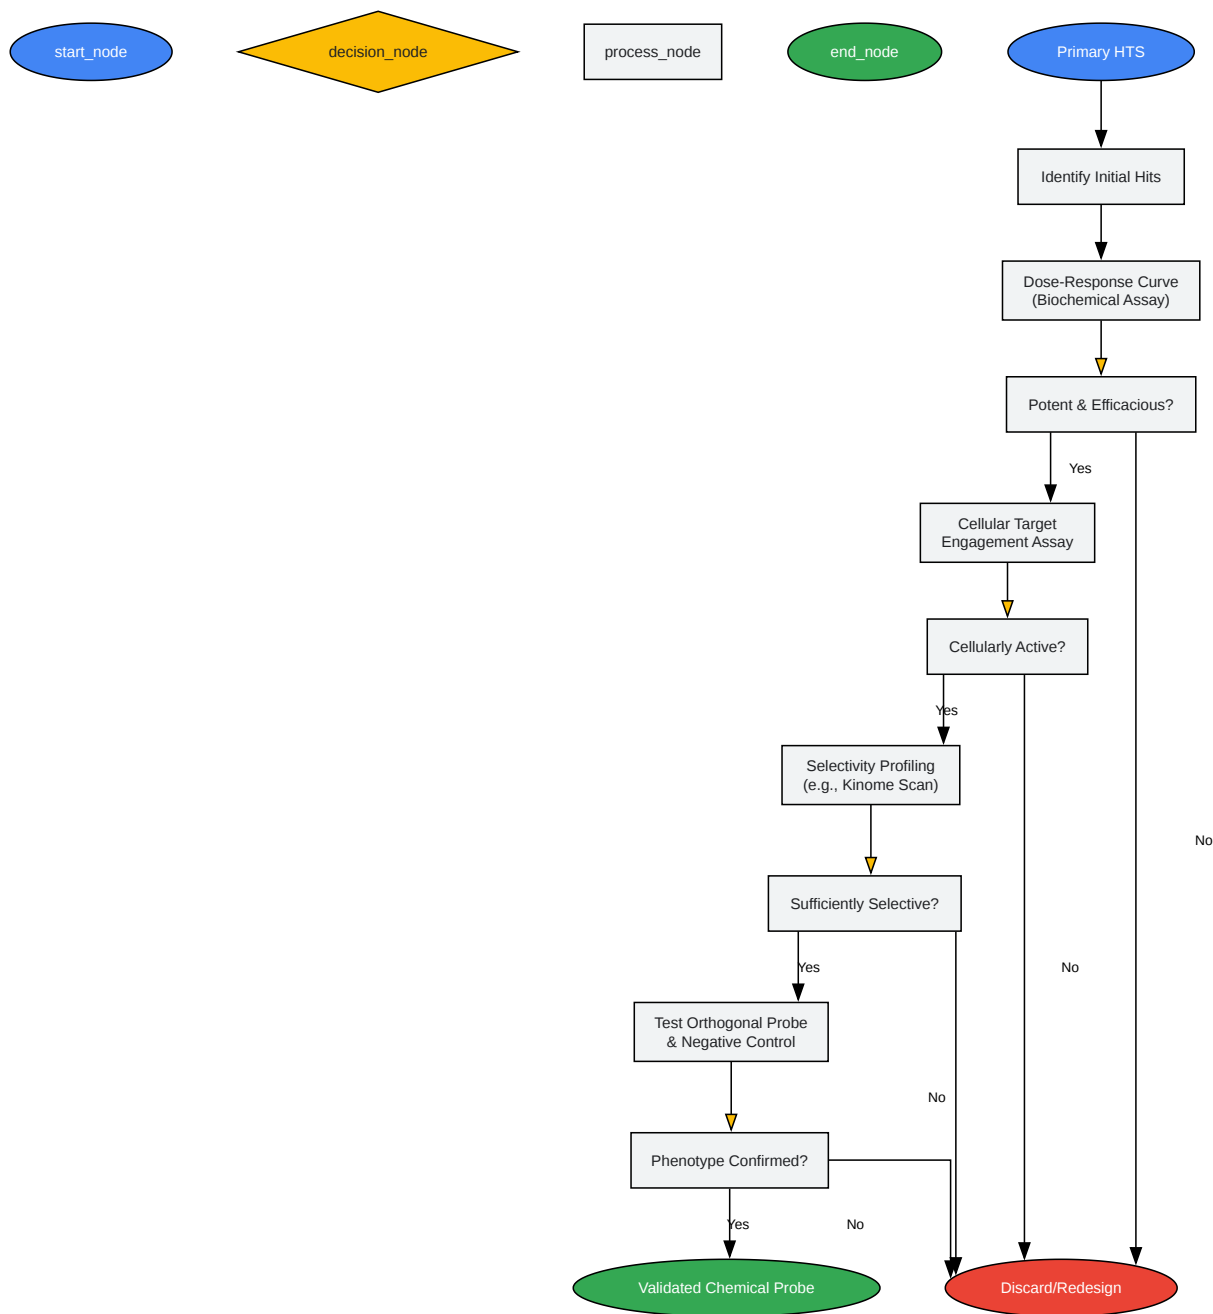 start_node
decision_node
process_node
end_node
Primary HTS
Identify Initial Hits
Dose-Response Curve
(Biochemical Assay)
Potent & Efficacious?
Yes
Cellular Target
Engagement Assay
Cellularly Active?
Yes
Selectivity Profiling
(e.g., Kinome Scan)
No
Sufficiently Selective?
Yes
No
Test Orthogonal Probe
& Negative Control
No
Phenotype Confirmed?
Yes
No
Validated Chemical Probe
Discard/Redesign